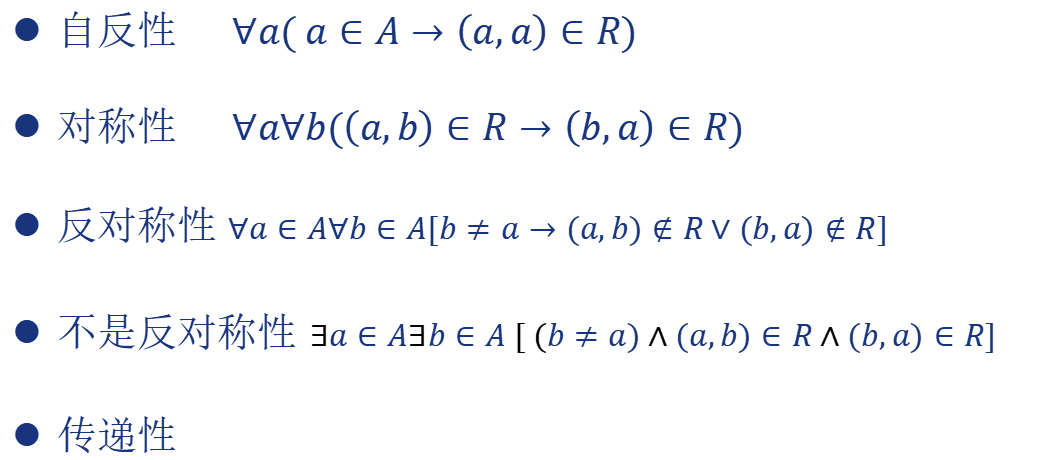 ● 自反性 ∀a( a ∈ A → (a, a) ∈ R)
● 对称性 ∀a∀b((a, b) ∈ R → (b, a) ∈ R)
● 反对称性 ∀a ∈ A∀b ∈ A[b ≠ a → (a, b) ∉ R ∨ (b, a) ∉ R]
● 不是反对称性 ∃a ∈ A∃b ∈ A [ (b ≠ a) ∧ (a, b) ∈ R ∧ (b, a) ∈ R]
● 传递性